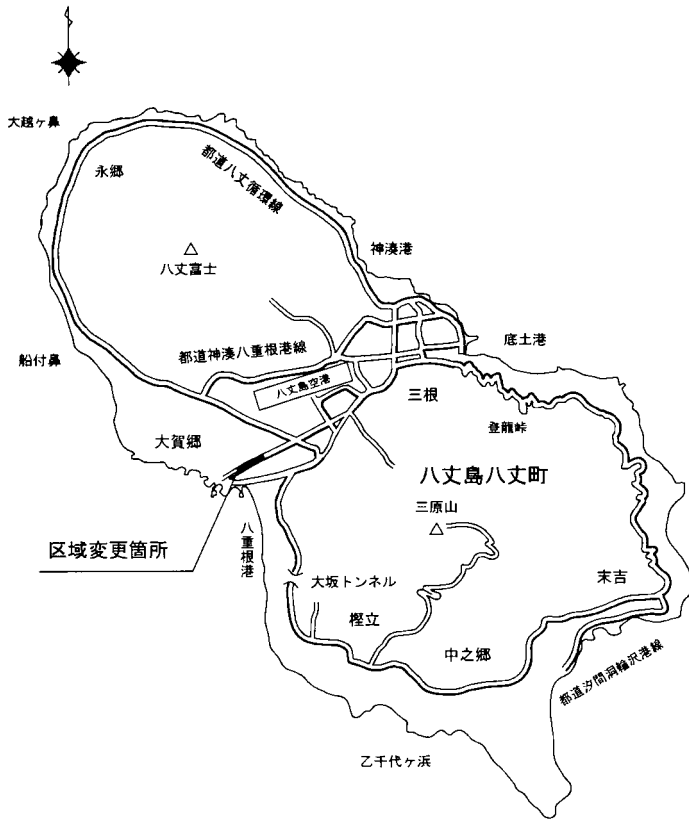 大越ヶ鼻
永郷
都道八丈循環線
神湊港
八丈富士
底土港
都道神湊八重根港線
船付鼻
八丈島空港
三根
登龍峠
大賀郷
八丈島八丈町
三原山
八重根港
区域変更箇所
大坂トンネル
末吉
樫立
中之郷
都道汐間洞輪沢港線
乙千代ヶ浜